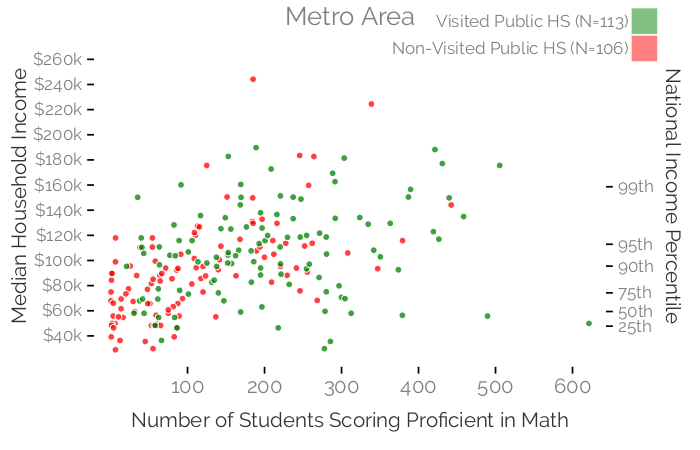 Metro Area
Visited Public HS (N=113)
Non-Visited Public HS (N=106)
Median Household Income
$260k
$240k
$220k
$200k
$180k
$160k
$140k
$120k
$100k
$80k
$60k
$40k
National Income Percentile
99th
95th
90th
75th
50th
25th
100 200 300 400 500 600
Number of Students Scoring Proficient in Math